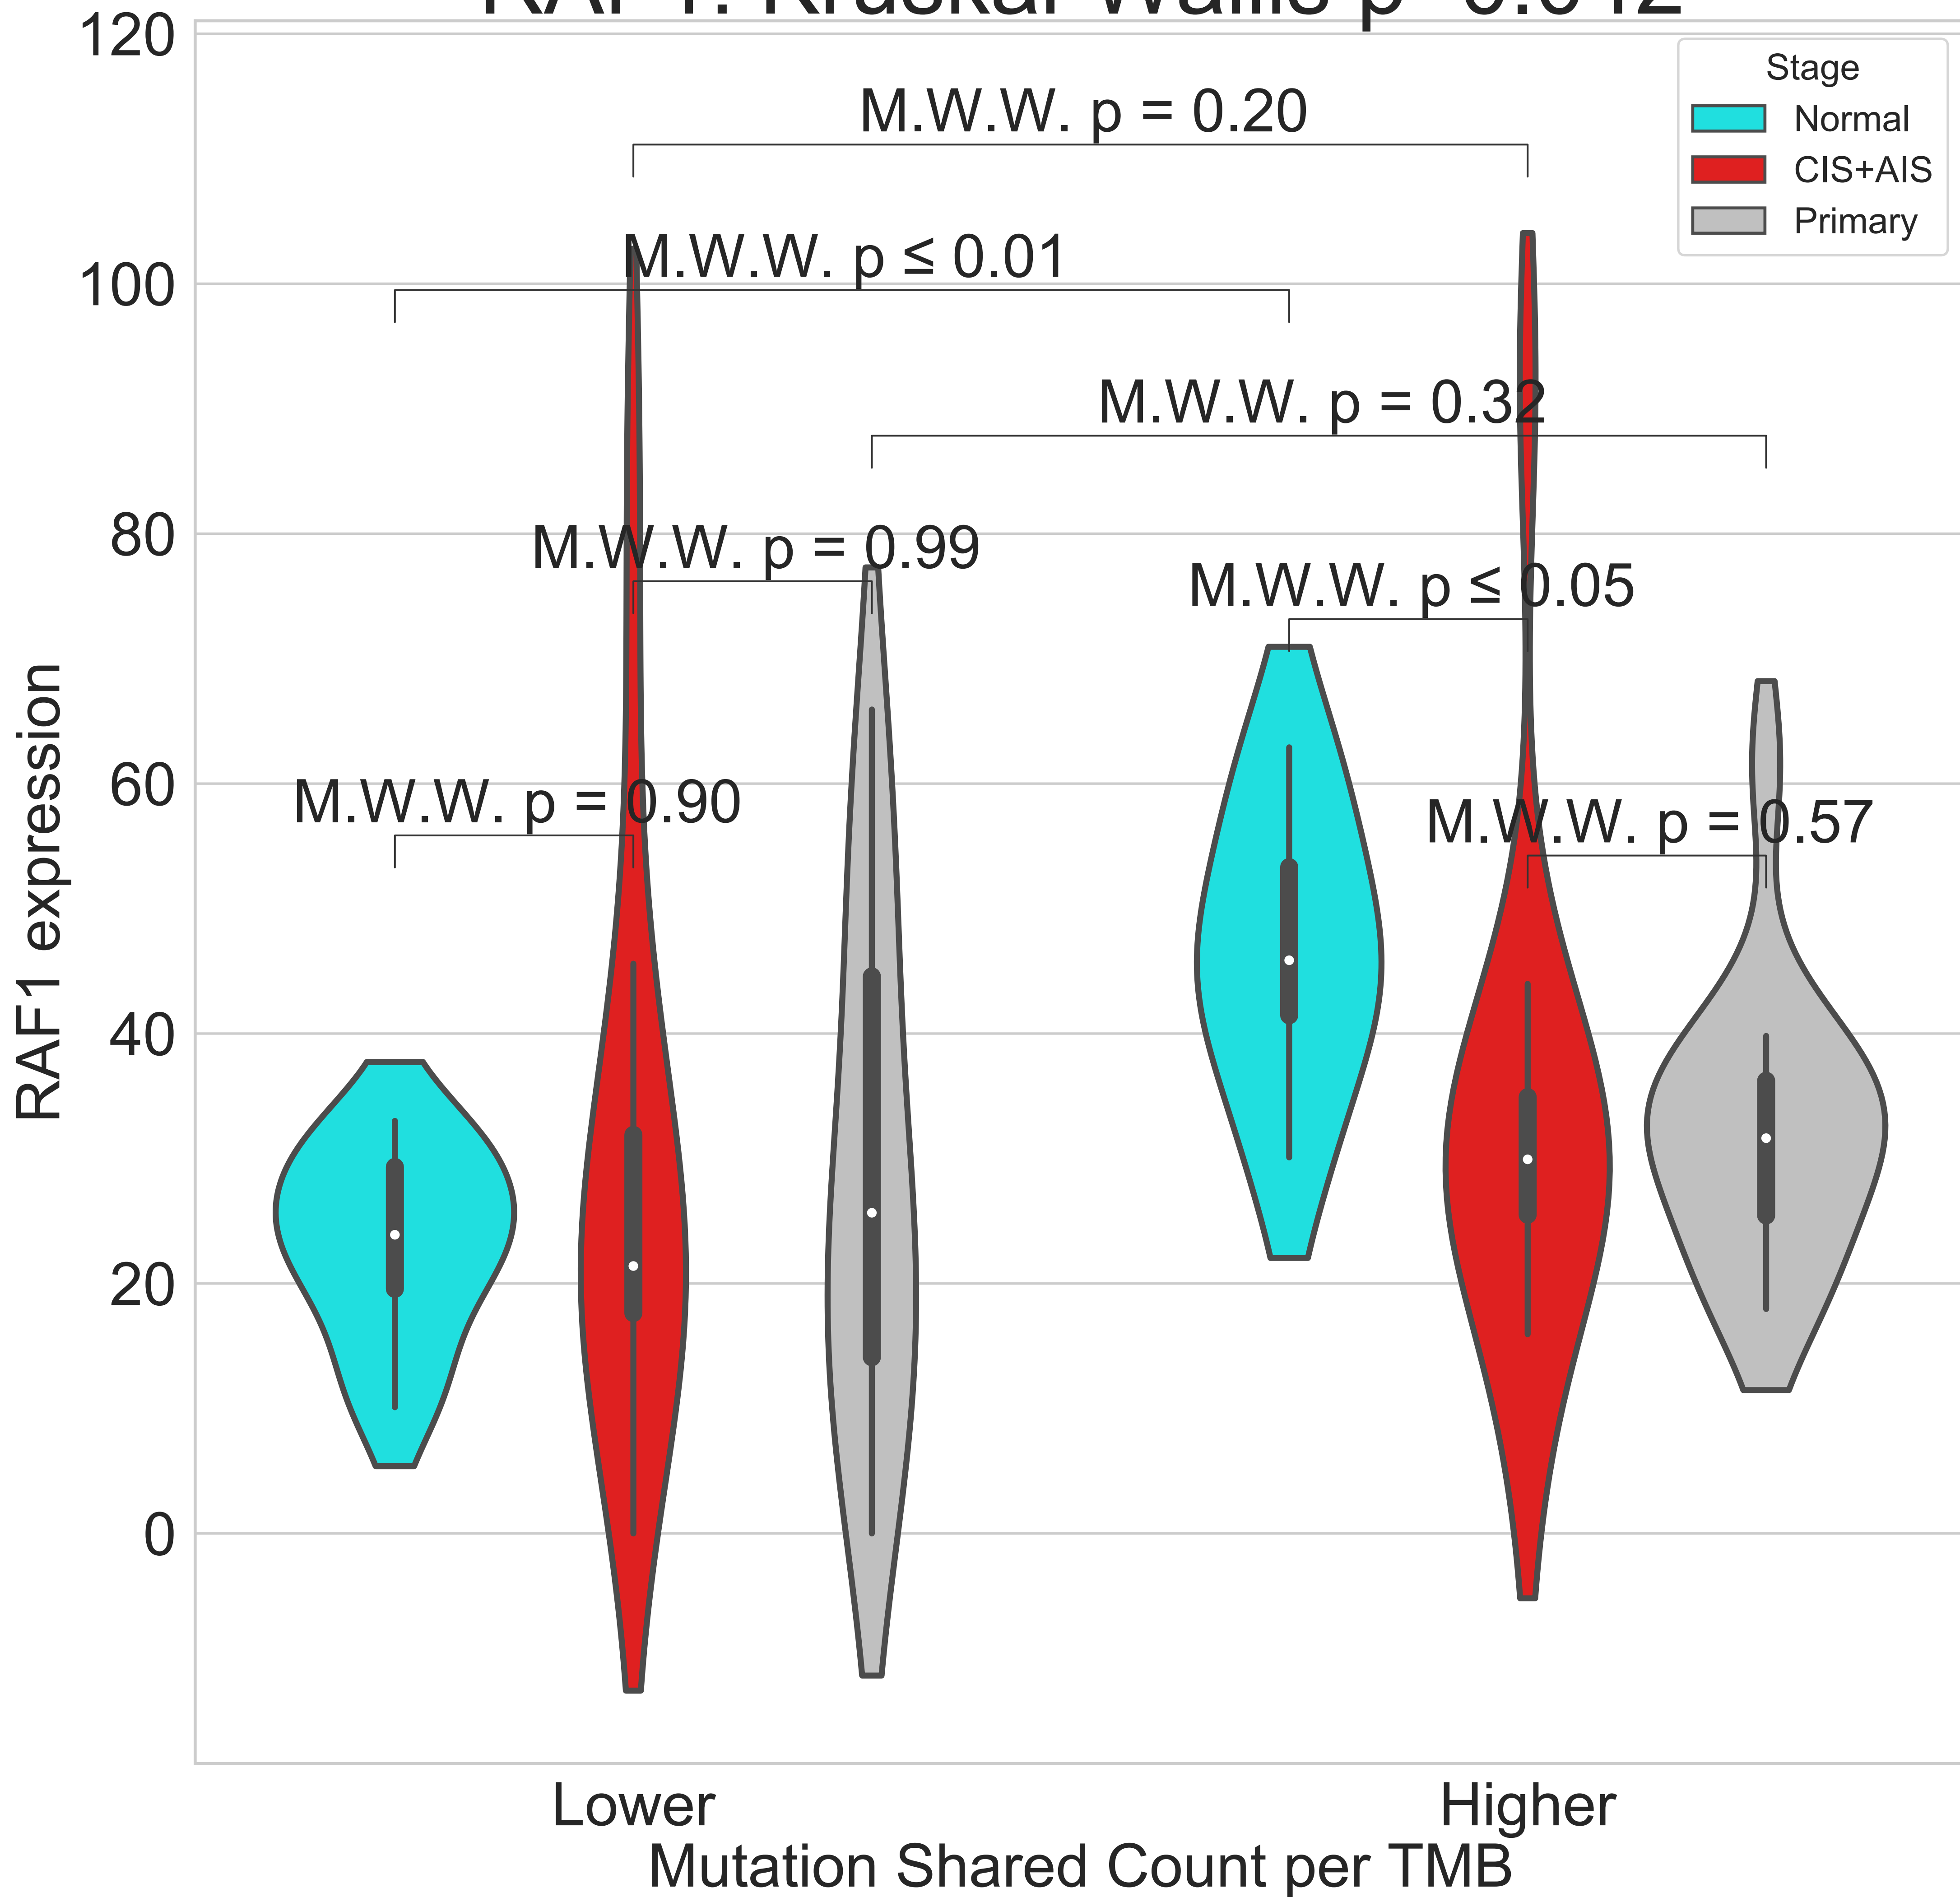 120
Stage
Normal
CIS+AIS
Primary
M.W.W. p = 0.20
M.W.W. p ≤ 0.01
100
M.W.W. p = 0.32
80
M.W.W. p = 0.99
M.W.W. p ≤ 0.05
60
M.W.W. p = 0.90
M.W.W. p = 0.57
RAF1 expression
40
20
0
Lower
Higher
Mutation Shared Count per TMB